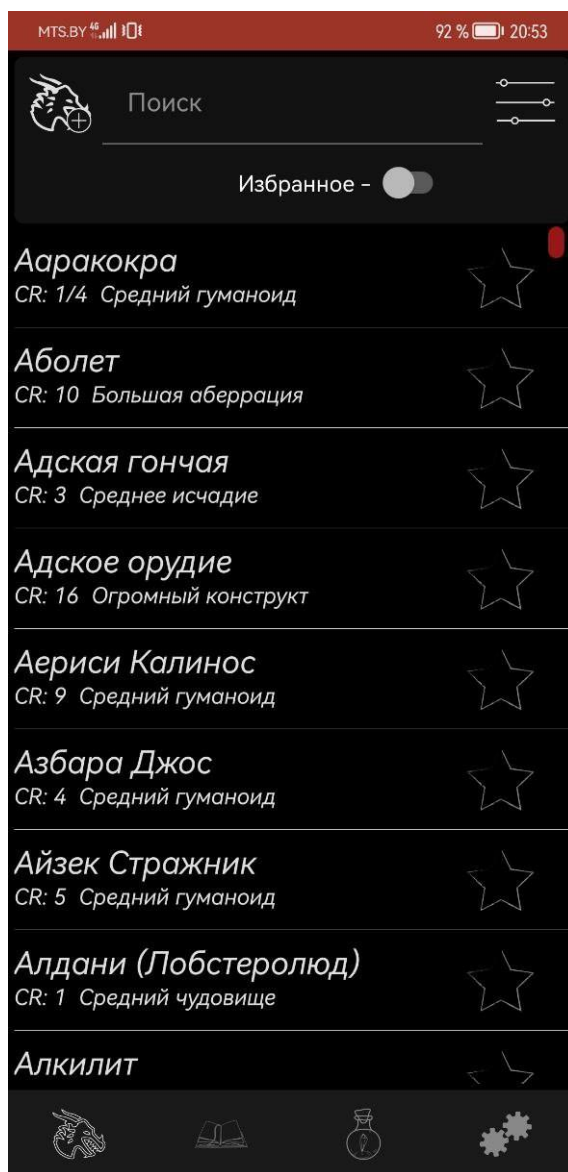 MTS.BY 4G 92 % 20:53
Поиск
Избранное -
Ааракокра
CR: 1/4 Средний гуманоид
Аболет
CR: 10 Большая аберрация
Адская гончая
CR: 3 Среднее исчадие
Адское орудие
CR: 16 Огромный конструкт
Аериси Калинос
CR: 9 Средний гуманоид
Азбара Джос
CR: 4 Средний гуманоид
Айзек Стражник
CR: 5 Средний гуманоид
Алдани (Лобстеролюд)
CR: 1 Средний чудовище
Алкилит